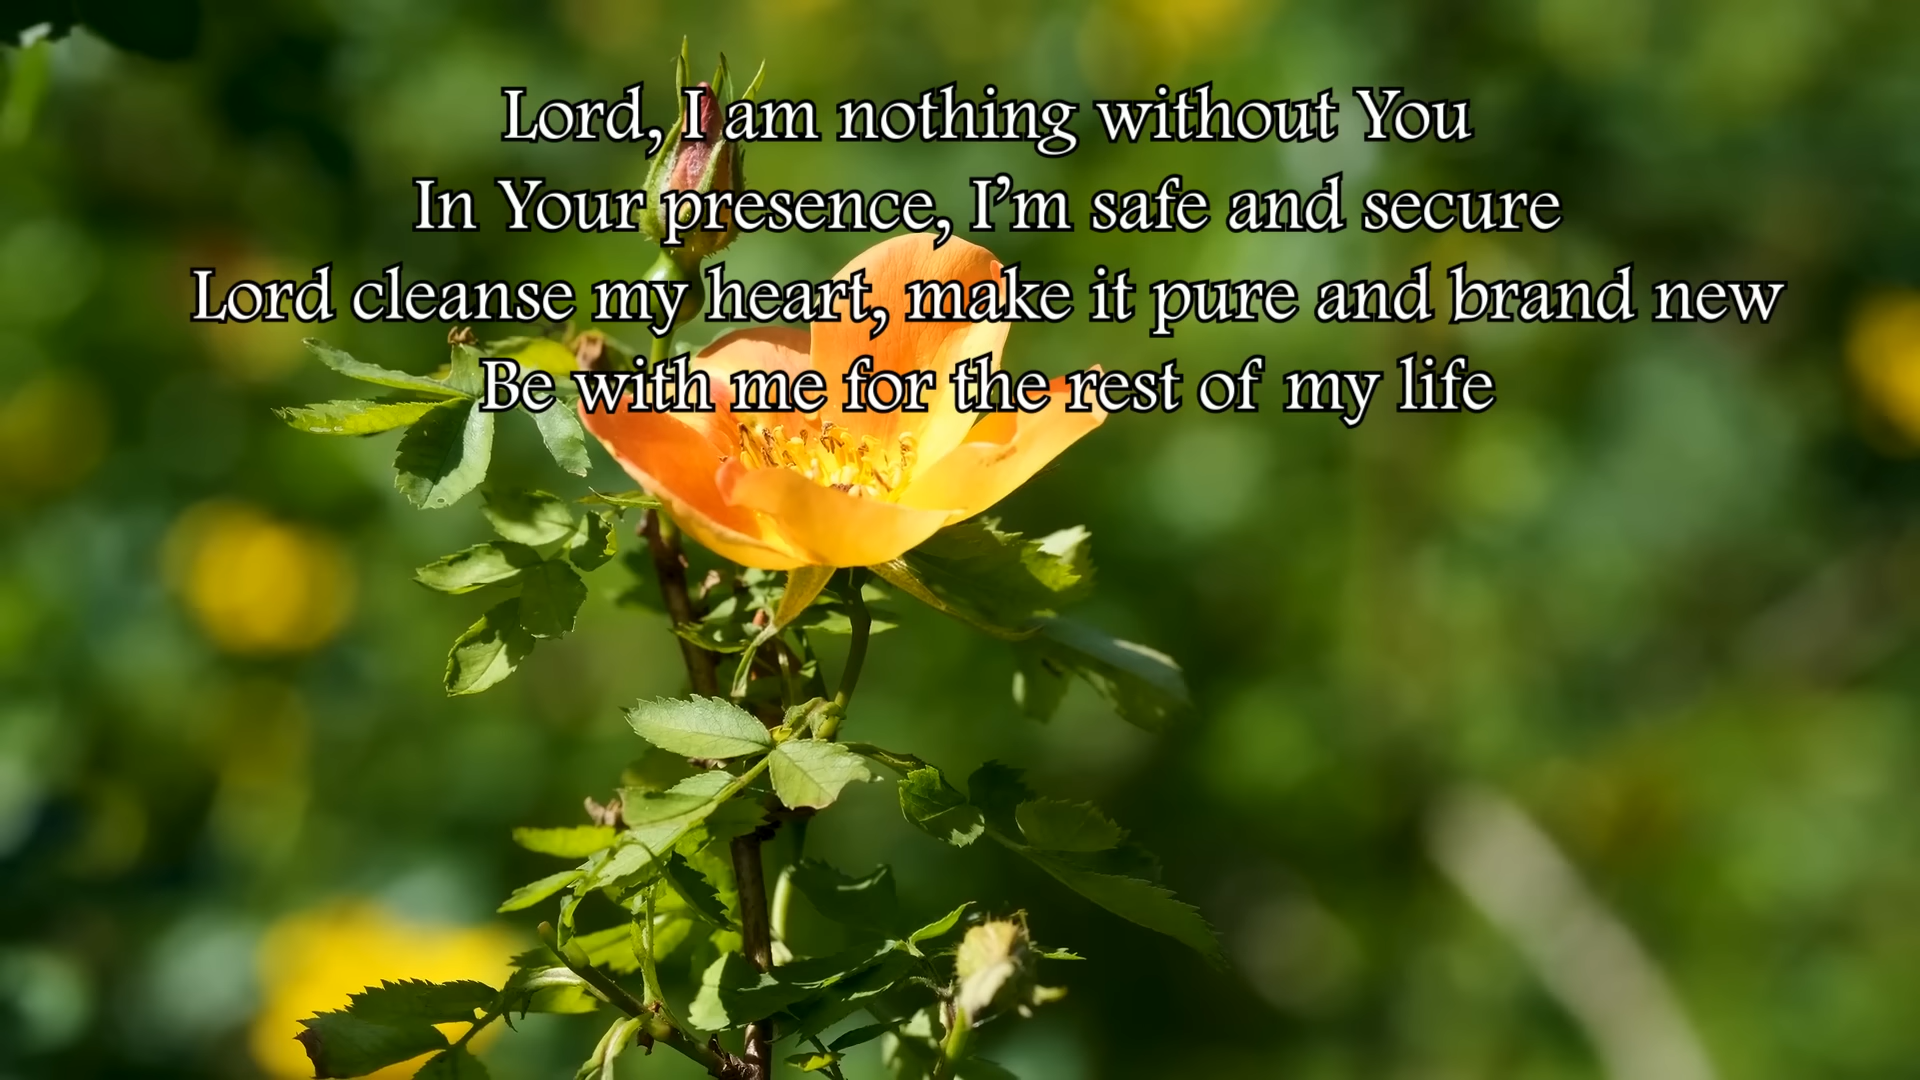 Lord, I am nothing without You
In Your presence, I’m safe and secure
Lord cleanse my heart, make it pure and brand new
Be with me for the rest of my life